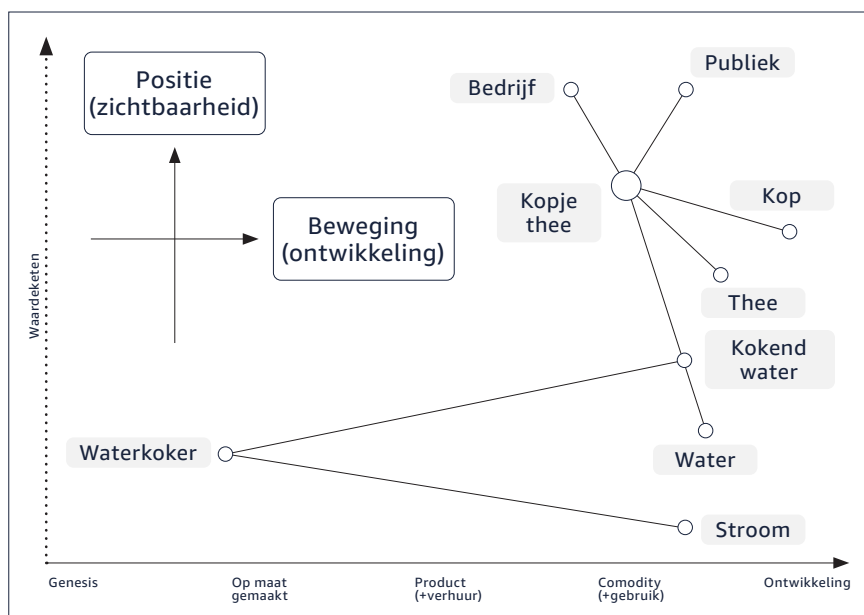 Positie
(zichtbaarheid)
Publiek
Bedrijf
Kopje
thee
Kop
Beweging
(ontwikkeling)
Thee
Waardeketen
Kokend
water
Waterkoker
Water
Stroom
Genesis
Op maat
gemaakt
Product
(+verhuur)
Comodity
(+gebruik)
Ontwikkeling